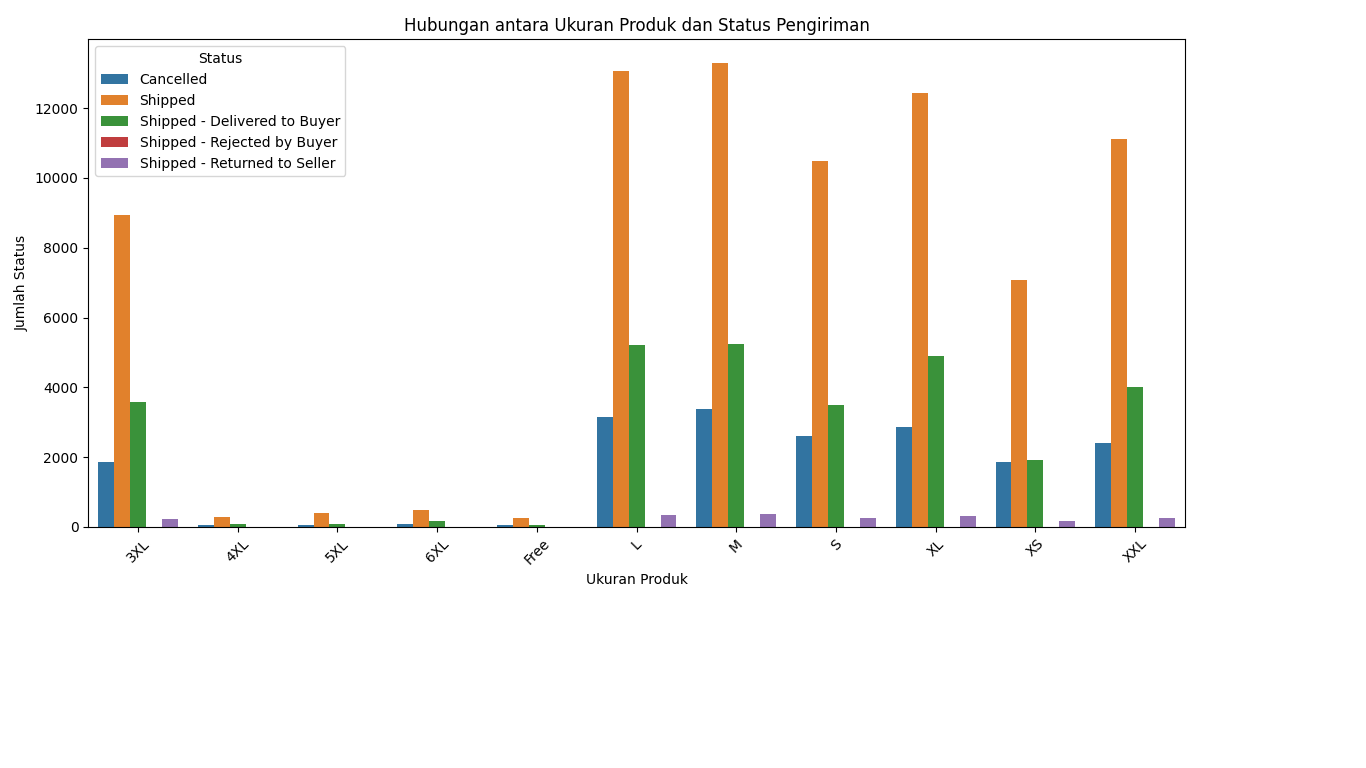 Hubungan antara Ukuran Produk dan Status Pengiriman
Status
Cancelled
Shipped
Shipped - Delivered to Buyer
Shipped - Rejected by Buyer
Shipped - Returned to Seller
Jumlah Status
12000
10000
8000
6000
4000
2000
0
3XL
4XL
5XL
6XL
Free
L
M
S
XL
XS
XXL
Ukuran Produk